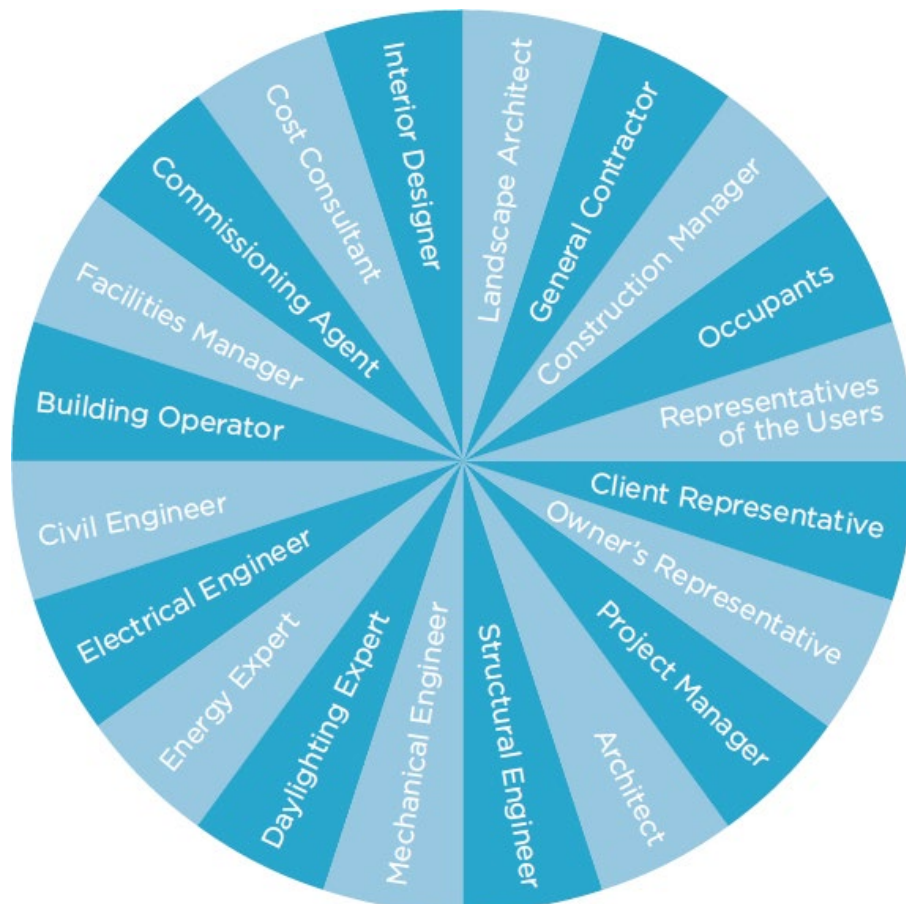 Landscape Architect
General Contractor
Construction Manager
Occupants
Representatives
of the Users
Client Representative
Owner's Representative
Project Manager
Architect
Structural Engineer
Mechanical Engineer
Daylighting Expert
Energy Expert
Electrical Engineer
Civil Engineer
Building Operator
Facilities Manager
Commissioning Agent
Cost Consultant
Interior Designer